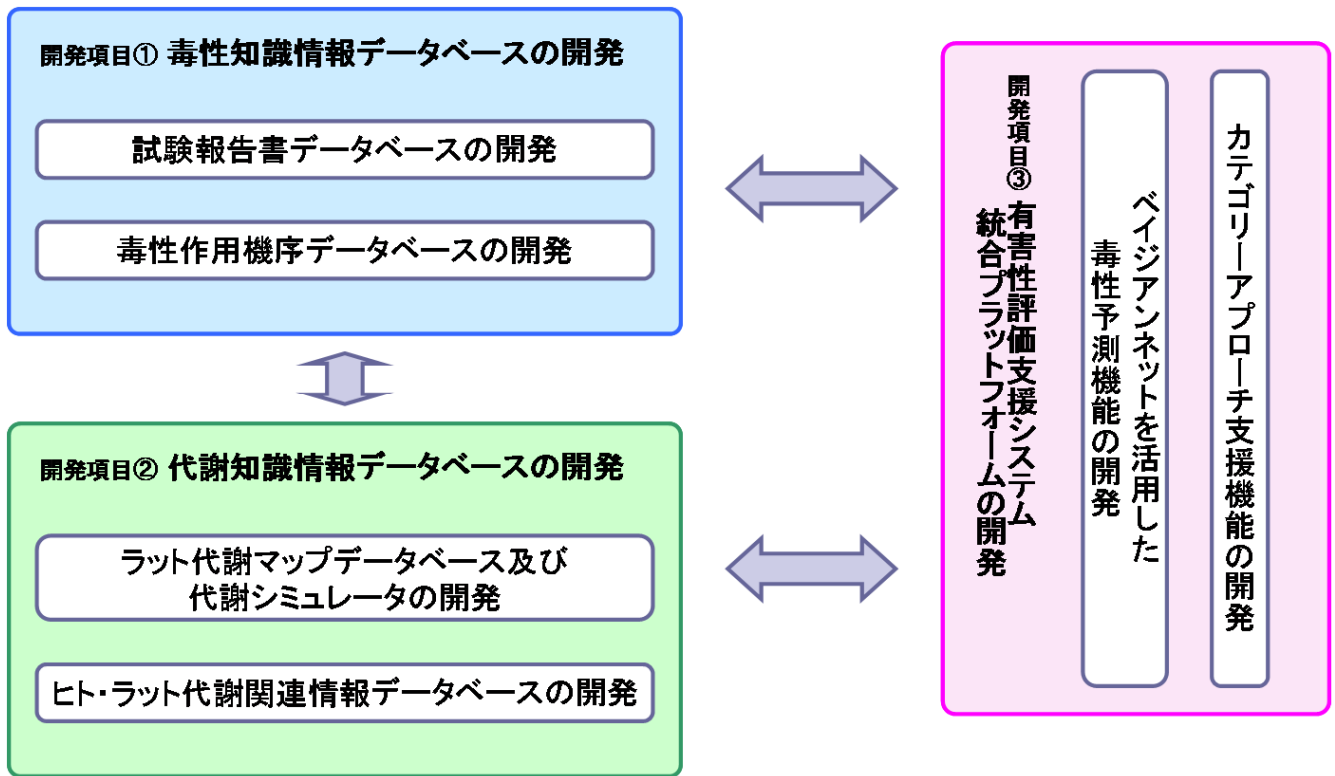 開発項目① 毒性知識情報データベースの開発
試験報告書データベースの開発
毒性作用機序データベースの開発
開発項目② 代謝知識情報データベースの開発
ラット代謝マップデータベース及び
代謝シミュレータの開発
ヒト・ラット代謝関連情報データベースの開発
開発項目③ 有害性評価支援システム
統合プラットフォームの開発
ベイジアンネットを活用した
毒性予測機能の開発
カテゴリーアプローチ支援機能の開発